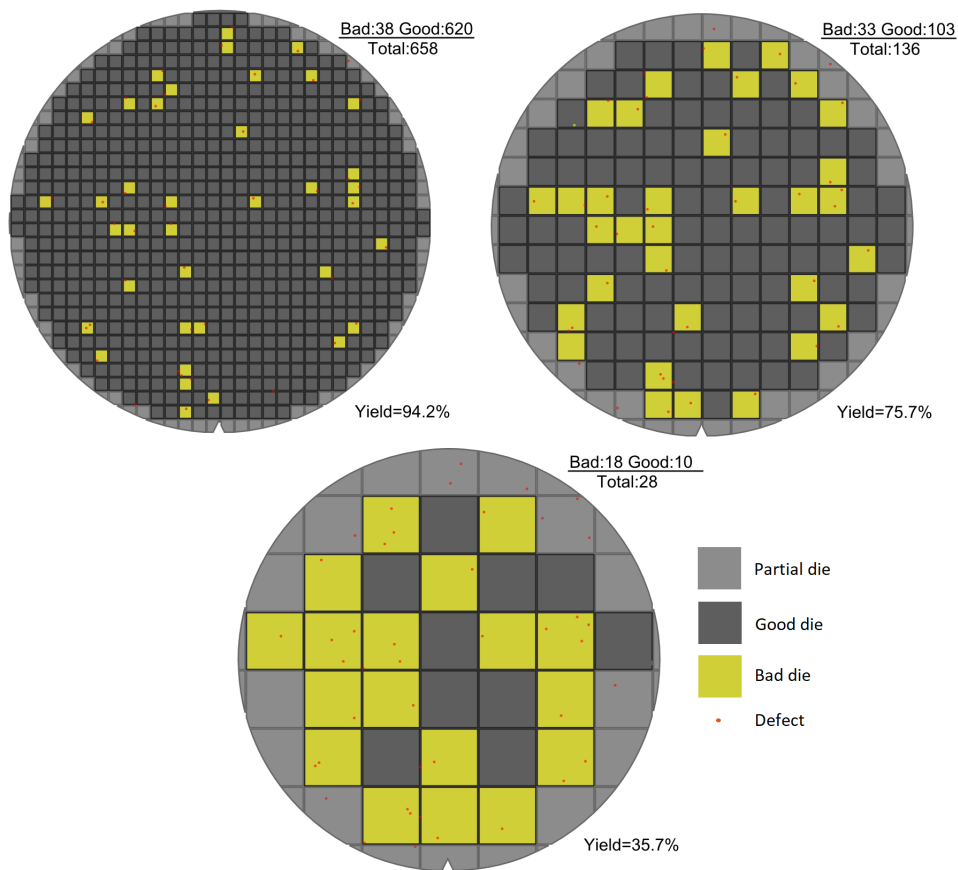 Bad:38 Good:620
Total:658
Yield=94.2%
Bad:33 Good:103
Total:136
Yield=75.7%
Bad:18 Good:10
Total:28
Yield=35.7%
Partial die
Good die
Bad die
Defect